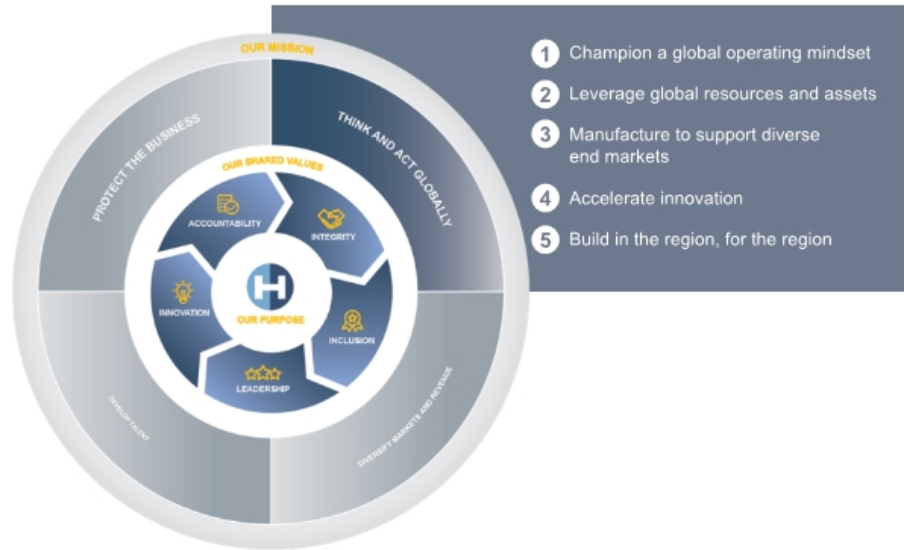 OUR MISSION
PROTECT THE BUSINESS
THINK AND ACT GLOBALLY
DEVELOP TALENT
DIVERSIFY MARKETS AND REVENUE
OUR SHARED VALUES
ACCOUNTABILITY
INTEGRITY
INNOVATION
INCLUSION
LEADERSHIP
H
OUR PURPOSE
1 Champion a global operating mindset
2 Leverage global resources and assets
3 Manufacture to support diverse
end markets
4 Accelerate innovation
5 Build in the region, for the region